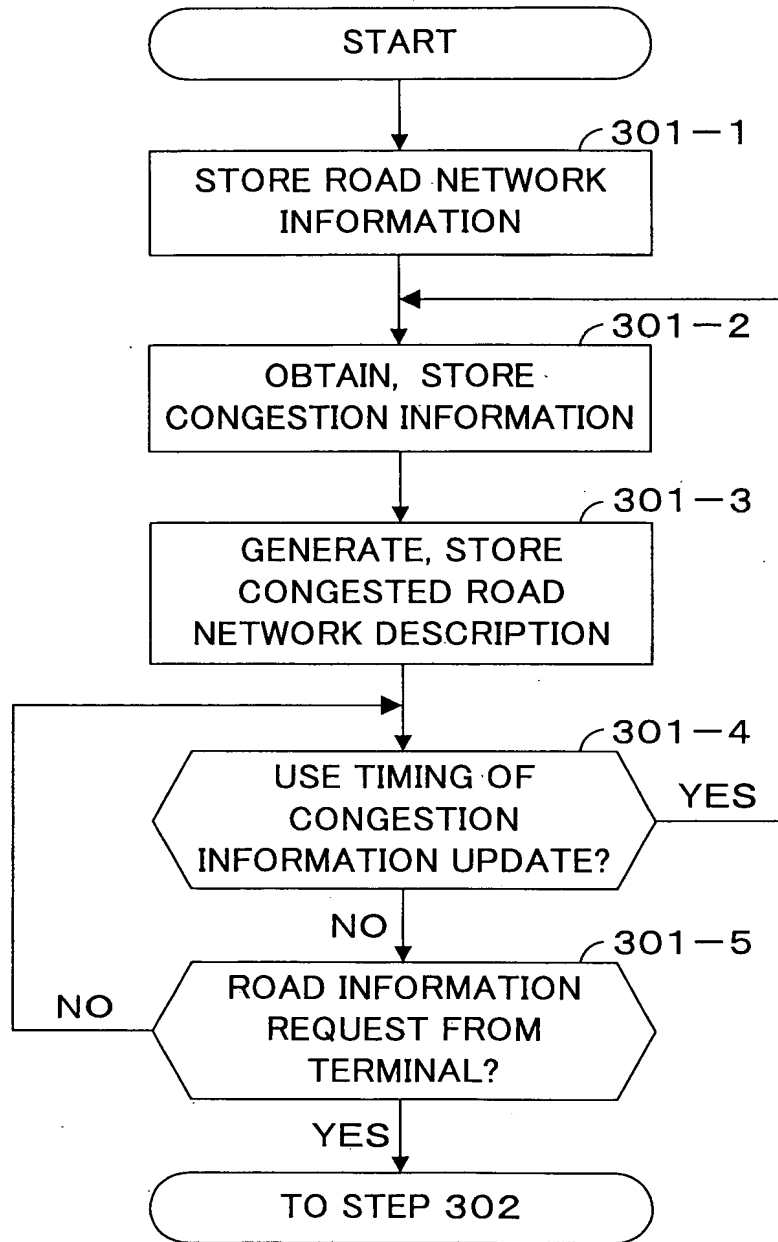 START
301-1
STORE ROAD NETWORK
INFORMATION
301-2
OBTAIN, STORE
CONGESTION INFORMATION
301-3
GENERATE, STORE
CONGESTED ROAD
NETWORK DESCRIPTION
301-4
USE TIMING OF
CONGESTION
INFORMATION UPDATE?
YES
NO
301-5
ROAD INFORMATION
REQUEST FROM
TERMINAL?
NO
YES
TO STEP 302